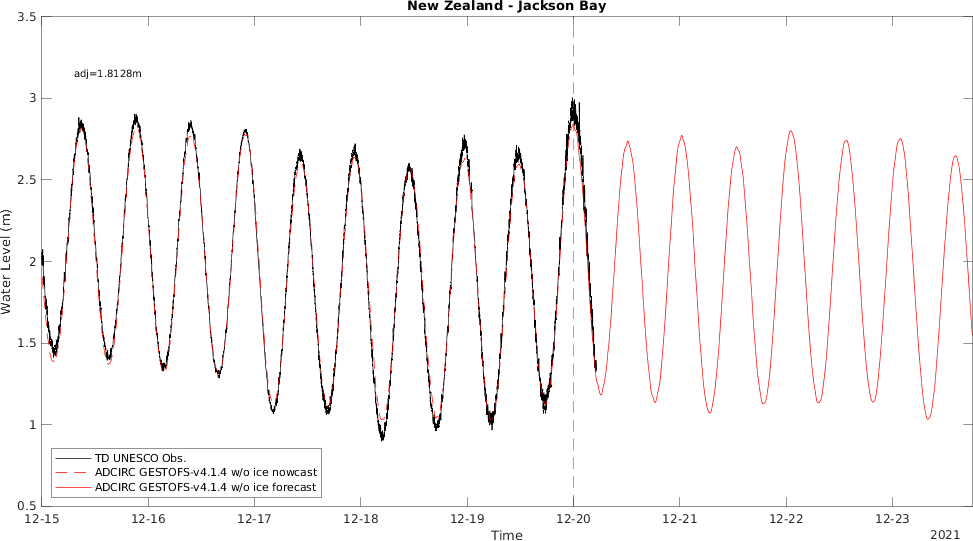 New Zealand - Jackson Bay
3.5
adj=1.8128m
3
2.5
2
1.5
1
0.5
Water Level (m)
TD UNESCO Obs.
ADCIRC GESTOFS-v4.1.4 w/o ice nowcast
ADCIRC GESTOFS-v4.1.4 w/o ice forecast
12-15 12-16 12-17 12-18 12-19 12-20 12-21 12-22 12-23
Time
2021